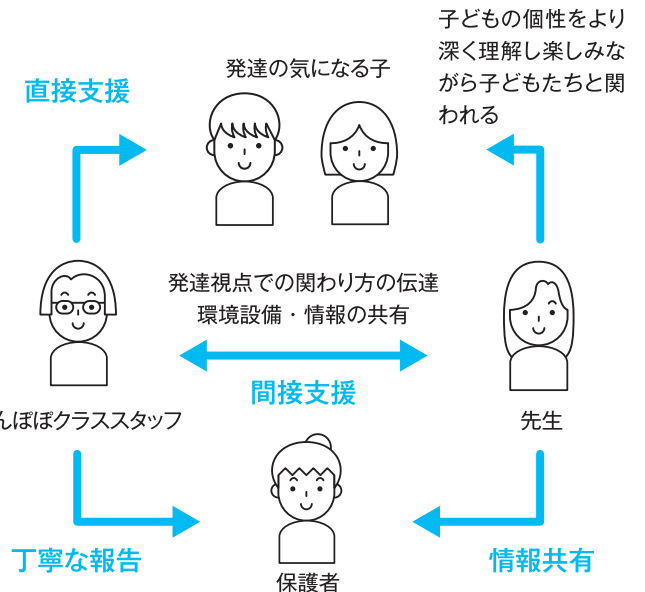 子どもの個性をより
深く理解し楽しみな
がら子どもたちと関
われる
発達の気になる子
直接支援
発達視点での関わり方の伝達
環境設備・情報の共有
間接支援
んぽぽクラススタッフ
先生
丁寧な報告
情報共有
保護者